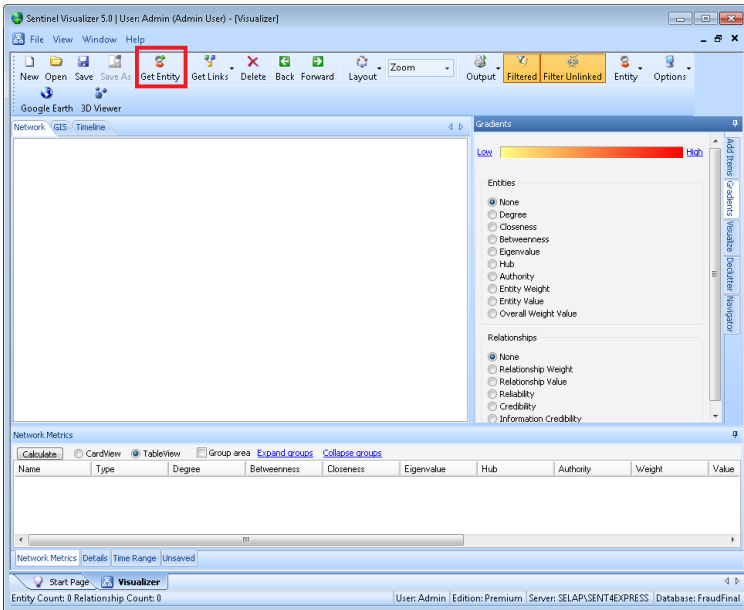 Sentinel Visualizer 5.0 | User: Admin (Admin User) - [Visualizer]
File View Window Help
New Open Save Save As Get Entity Get Links Delete Back Forward Layout Zoom Output Filtered Filter Unlinked Entity Options
Google Earth 3D Viewer
Network GIS Timeline
Gradients
Low High
Entities
None
Degree
Closeness
Betweenness
Eigenvalue
Hub
Authority
Entity Weight
Entity Value
Overall Weight Value
Relationships
None
Relationship Weight
Relationship Value
Reliability
Credibility
Information Credibility
Add Items
Gradients
Visualize
Declutter
Navigator
Network Metrics
Calculate CardView TableView Group area Expand groups Collapse groups
Name Type Degree Betweenness Closeness Eigenvalue Hub Authority Weight Value
Network Metrics Details Time Range Unsaved
Start Page Visualizer
Entity Count: 0 Relationship Count: 0 User: Admin Edition: Premium Server: SELAP\SENT4EXPRESS Database: FraudFinal